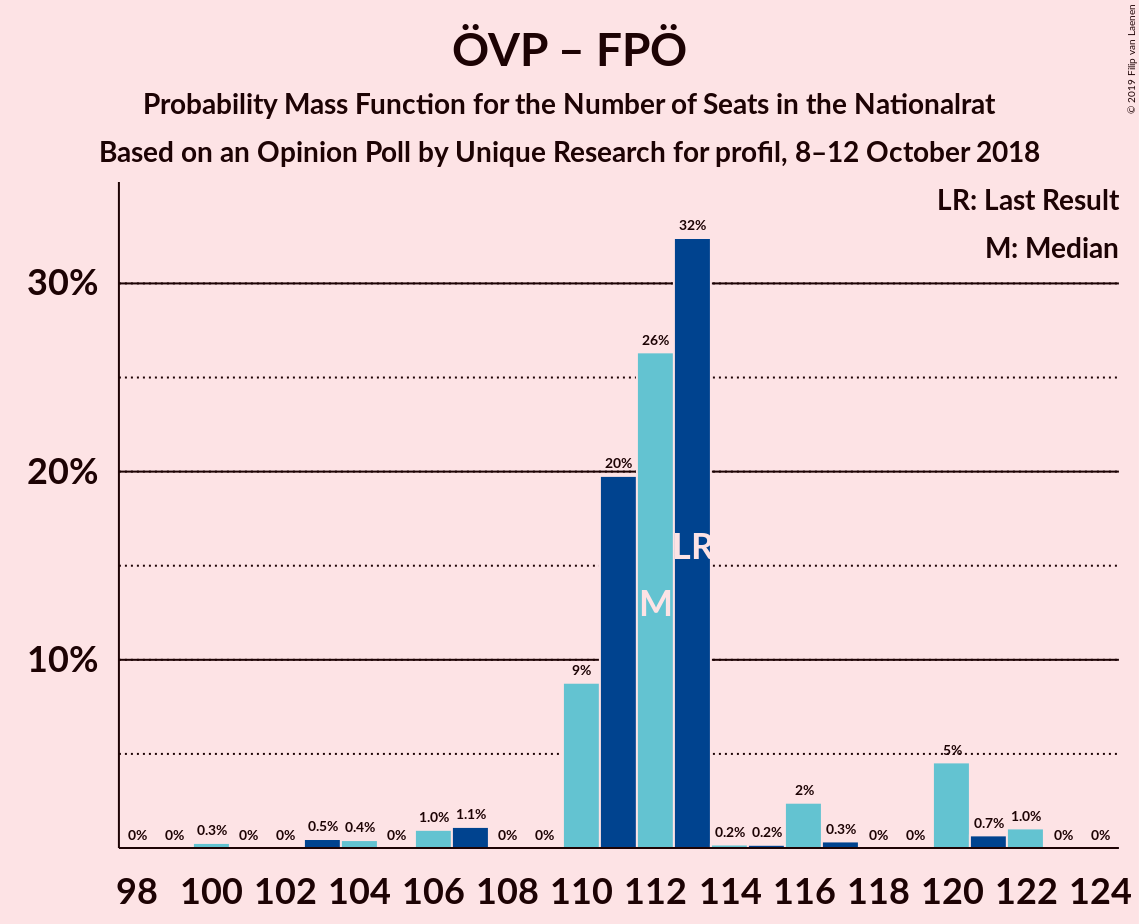 ÖVP – FPÖ
Probability Mass Function for the Number of Seats in the Nationalrat
Based on an Opinion Poll by Unique Research for profil, 8–12 October 2018
© 2019 Filip van Laenen
LR: Last Result
M: Median
30%
20%
10%
0% 0% 0.3% 0% 0% 0.5% 0.4% 0% 1.0% 1.1% 0% 0% 9% 20% 26% 32% 0.2% 0.2% 2% 0.3% 0% 0% 5% 0.7% 1.0% 0% 0%
LR
M
98 100 102 104 106 108 110 112 114 116 118 120 122 124